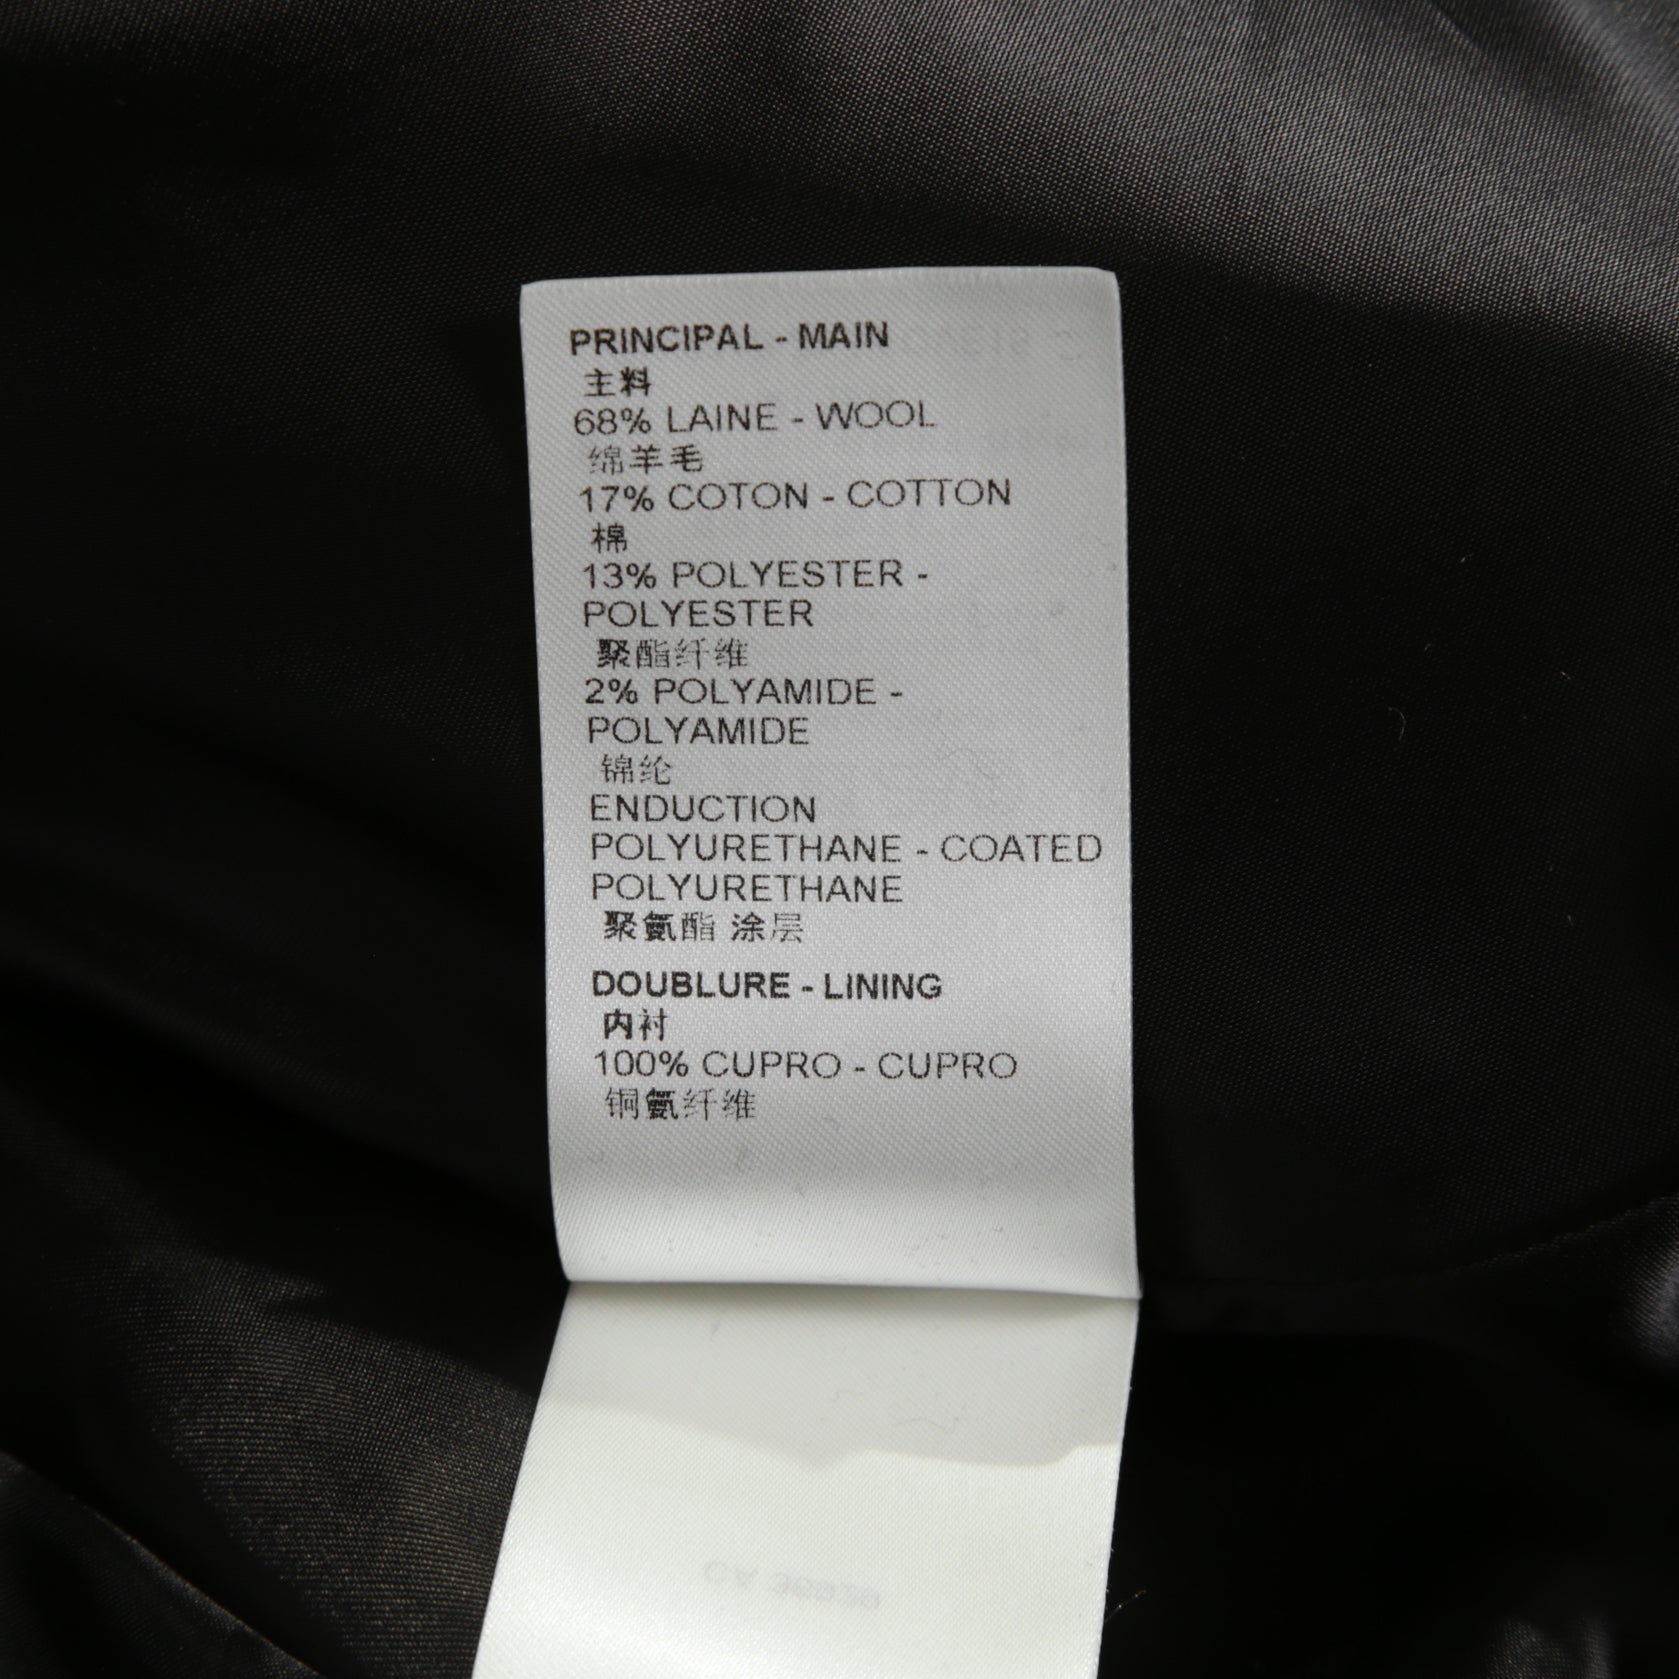 PRINCIPAL - MAIN
主料
68% LAINE - WOOL
绵羊毛
17% COTON - COTTON
棉
13% POLYESTER -
POLYESTER
聚酯纤维
2% POLYAMIDE -
POLYAMIDE
锦纶
ENDUCTION
POLYURETHANE - COATED
POLYURETHANE
聚氨酯 涂层
DOUBLURE - LINING
内衬
100% CUPRO - CUPRO
铜氨纤维